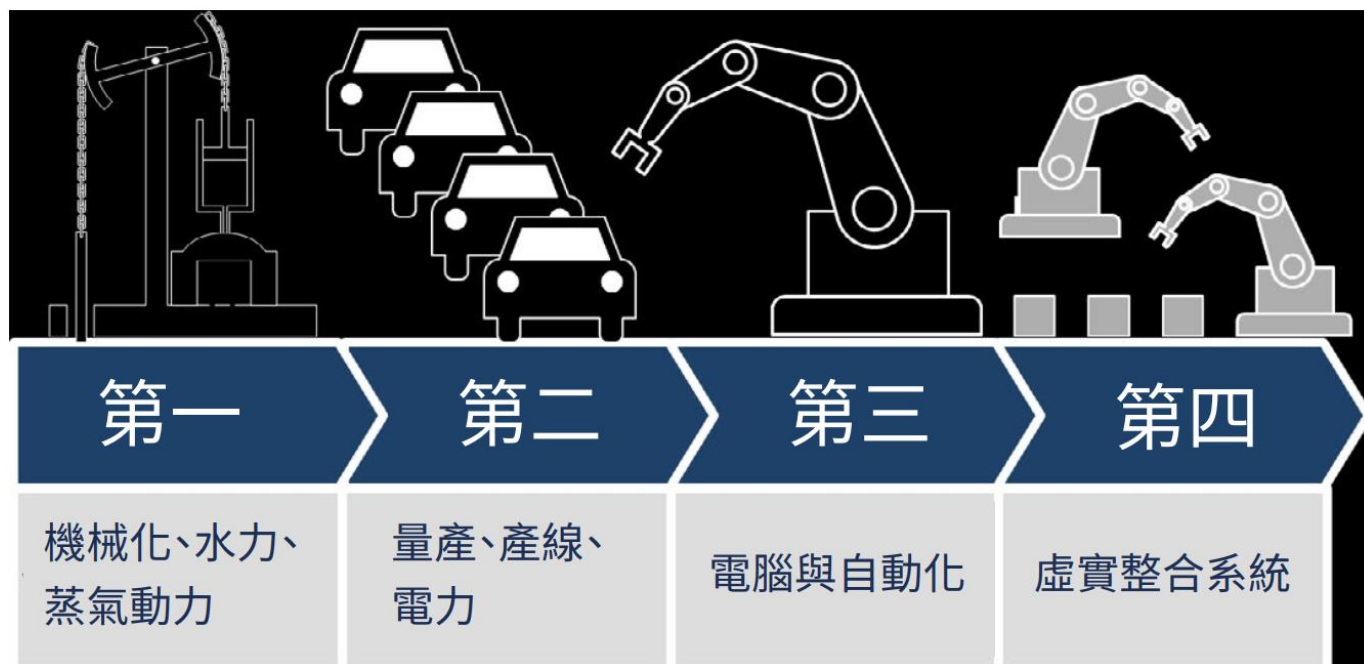 第一
第二
第三
第四
機械化、水力、
蒸氣動力
量產、產線、
電力
電腦與自動化
虛實整合系統